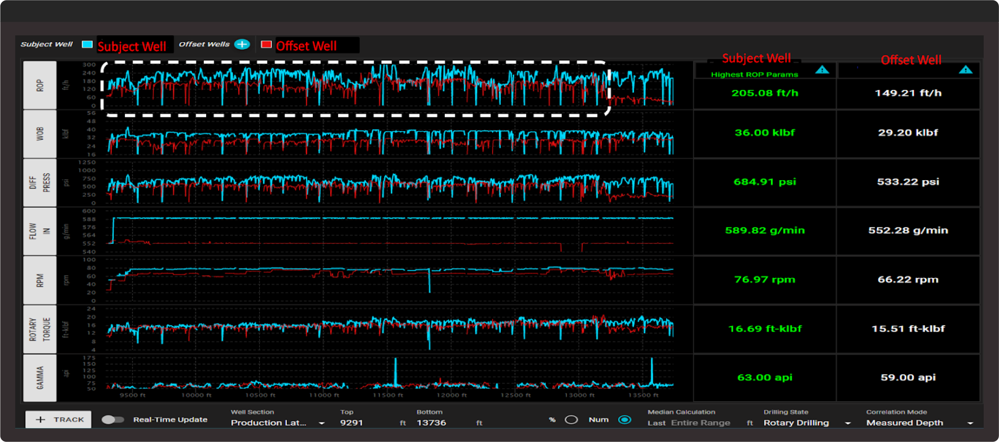 Subject Well Subject Well Offset Wells + Offset Well
Subject Well Offset Well
Highest ROP Params
ROP ft/h 300 240 180 120 60 0 205.08 ft/h 149.21 ft/h
WOB klbf 56 48 40 32 24 16 36.00 klbf 29.20 klbf
DIFF PRESS psi 1250 1000 750 500 250 0 684.91 psi 533.22 psi
FLOW IN g/min 600 588 576 564 552 540 589.82 g/min 552.28 g/min
RPM rpm 100 80 60 40 20 0 76.97 rpm 66.22 rpm
ROTARY TORQUE ft-klbf 24 20 16 12 8 4 16.69 ft-klbf 15.51 ft-klbf
GAMMA api 175 150 125 100 75 50 63.00 api 59.00 api
9500 ft 10000 ft 10500 ft 11000 ft 11500 ft 12000 ft 12500 ft 13000 ft 13500 ft
Well Section Top Bottom Median Calculation Drilling State Correlation Mode
+ TRACK Real-Time Update Production Lat... 9291 ft 13736 ft % Num Last Entire Range ft Rotary Drilling Measured Depth